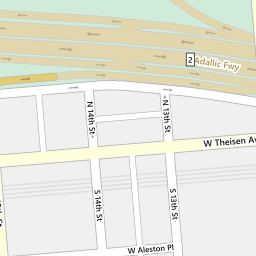 2
Adallic Fwy
N 14th St
N 13th St
W Theisen Av
S 14th St
S 13th St
W Aleston Pl